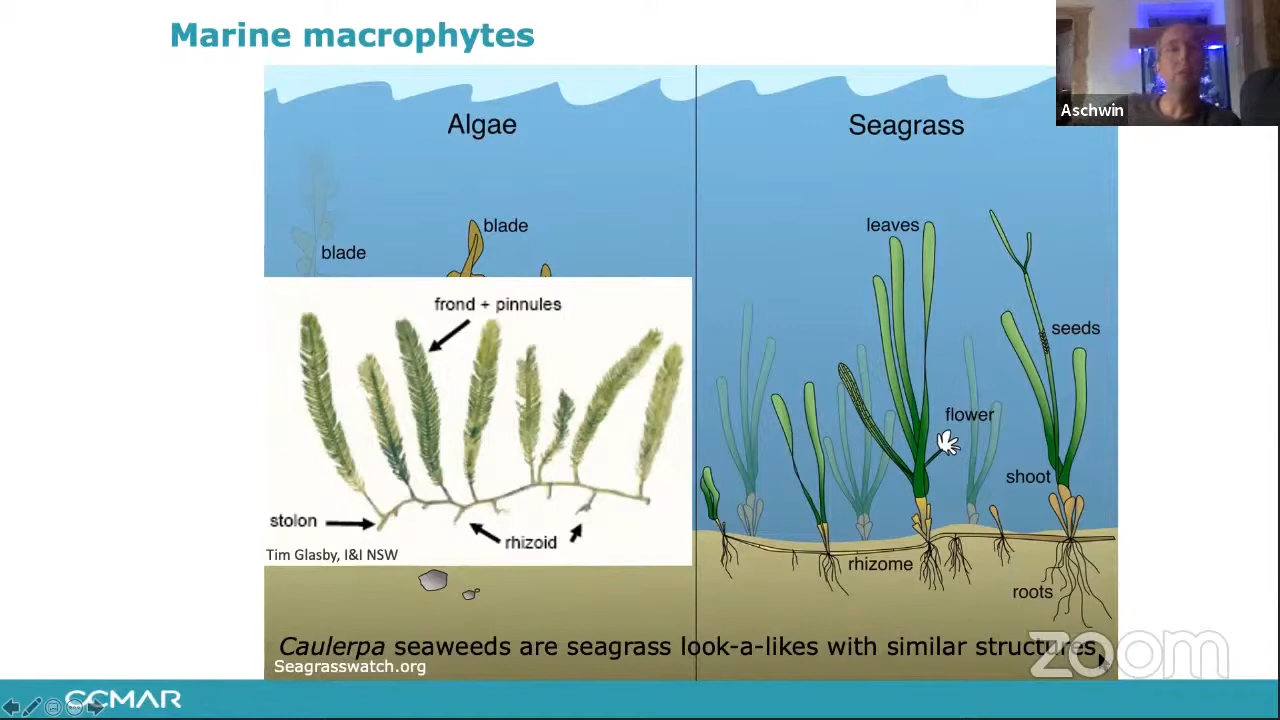 Marine macrophytes
Aschwin
Algae
Seagrass
blade
blade
leaves
frond + pinnules
seeds
flower
shoot
stolon
rhizoid
Tim Glasby, I&I NSW
rhizome
roots
Caulerpa seaweeds are seagrass look-a-likes with similar structures
Seagrasswatch.org
zoom
CCMAR